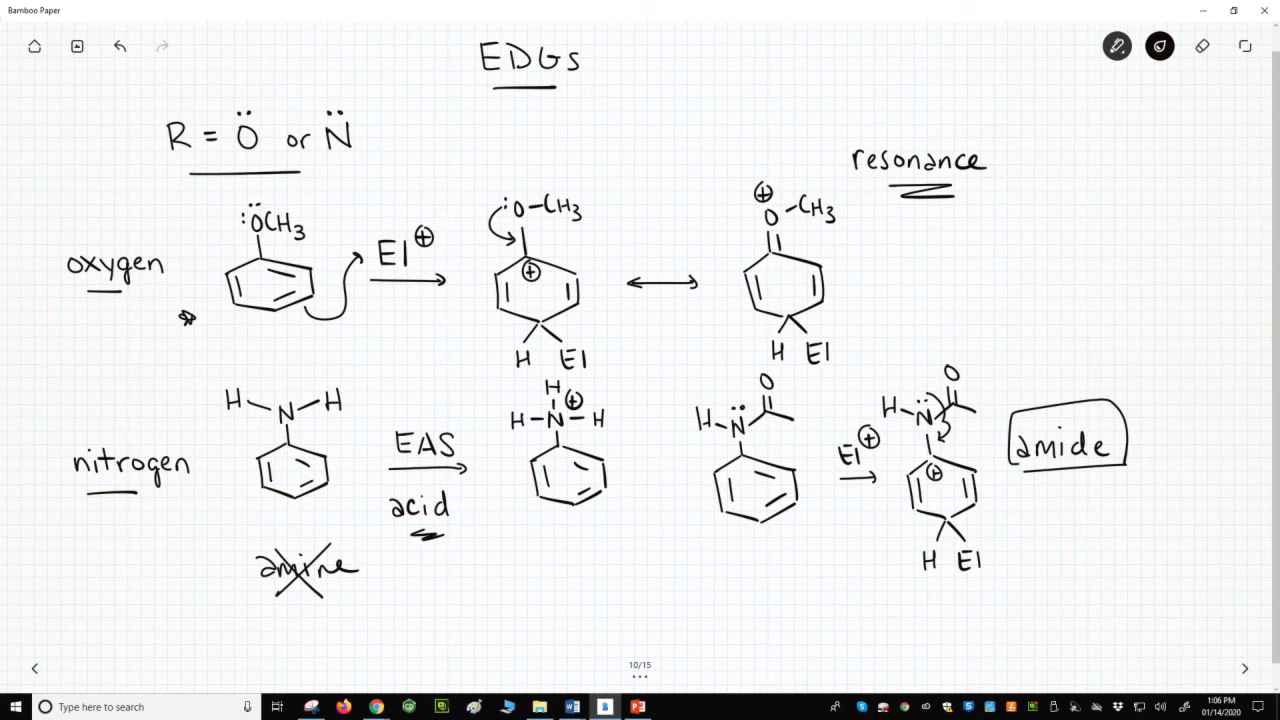 Bamboo Paper
EDGs
R = Ö or N̈
resonance
oxygen
:ÖCH3
El⊕
:O-CH3
⊕
H El
⊕
O-CH3
H El
nitrogen
H N H
EAS
acid
H
H-N-H ⊕
O
H-N̈
El⊕
O
H-N̈
⊕
H El
amide
amine
10/15
Type here to search
1:06 PM
01/14/2020